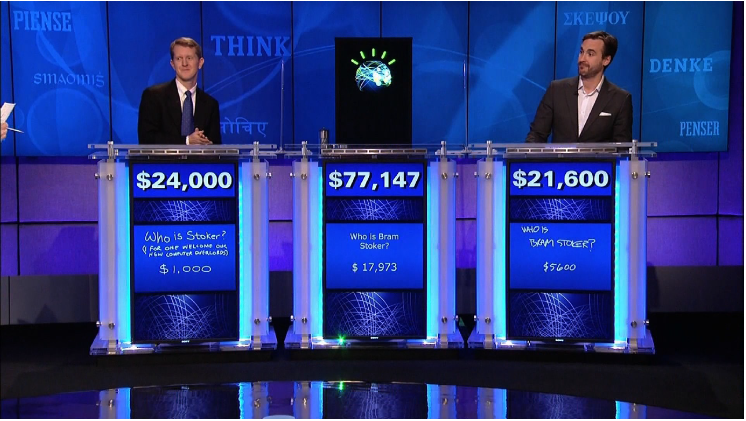 PIENSE
THINK
ΣΚΕΨΟΥ
DENKE
PENSER
$24,000
$77,147
$21,600
Who is Stoker?
(I FOR ONE WELCOME OUR
NEW COMPUTER OVERLORDS)
$1,000
Who is Bram
Stoker?
$ 17,973
WHO IS
BRAM STOKER?
$5600